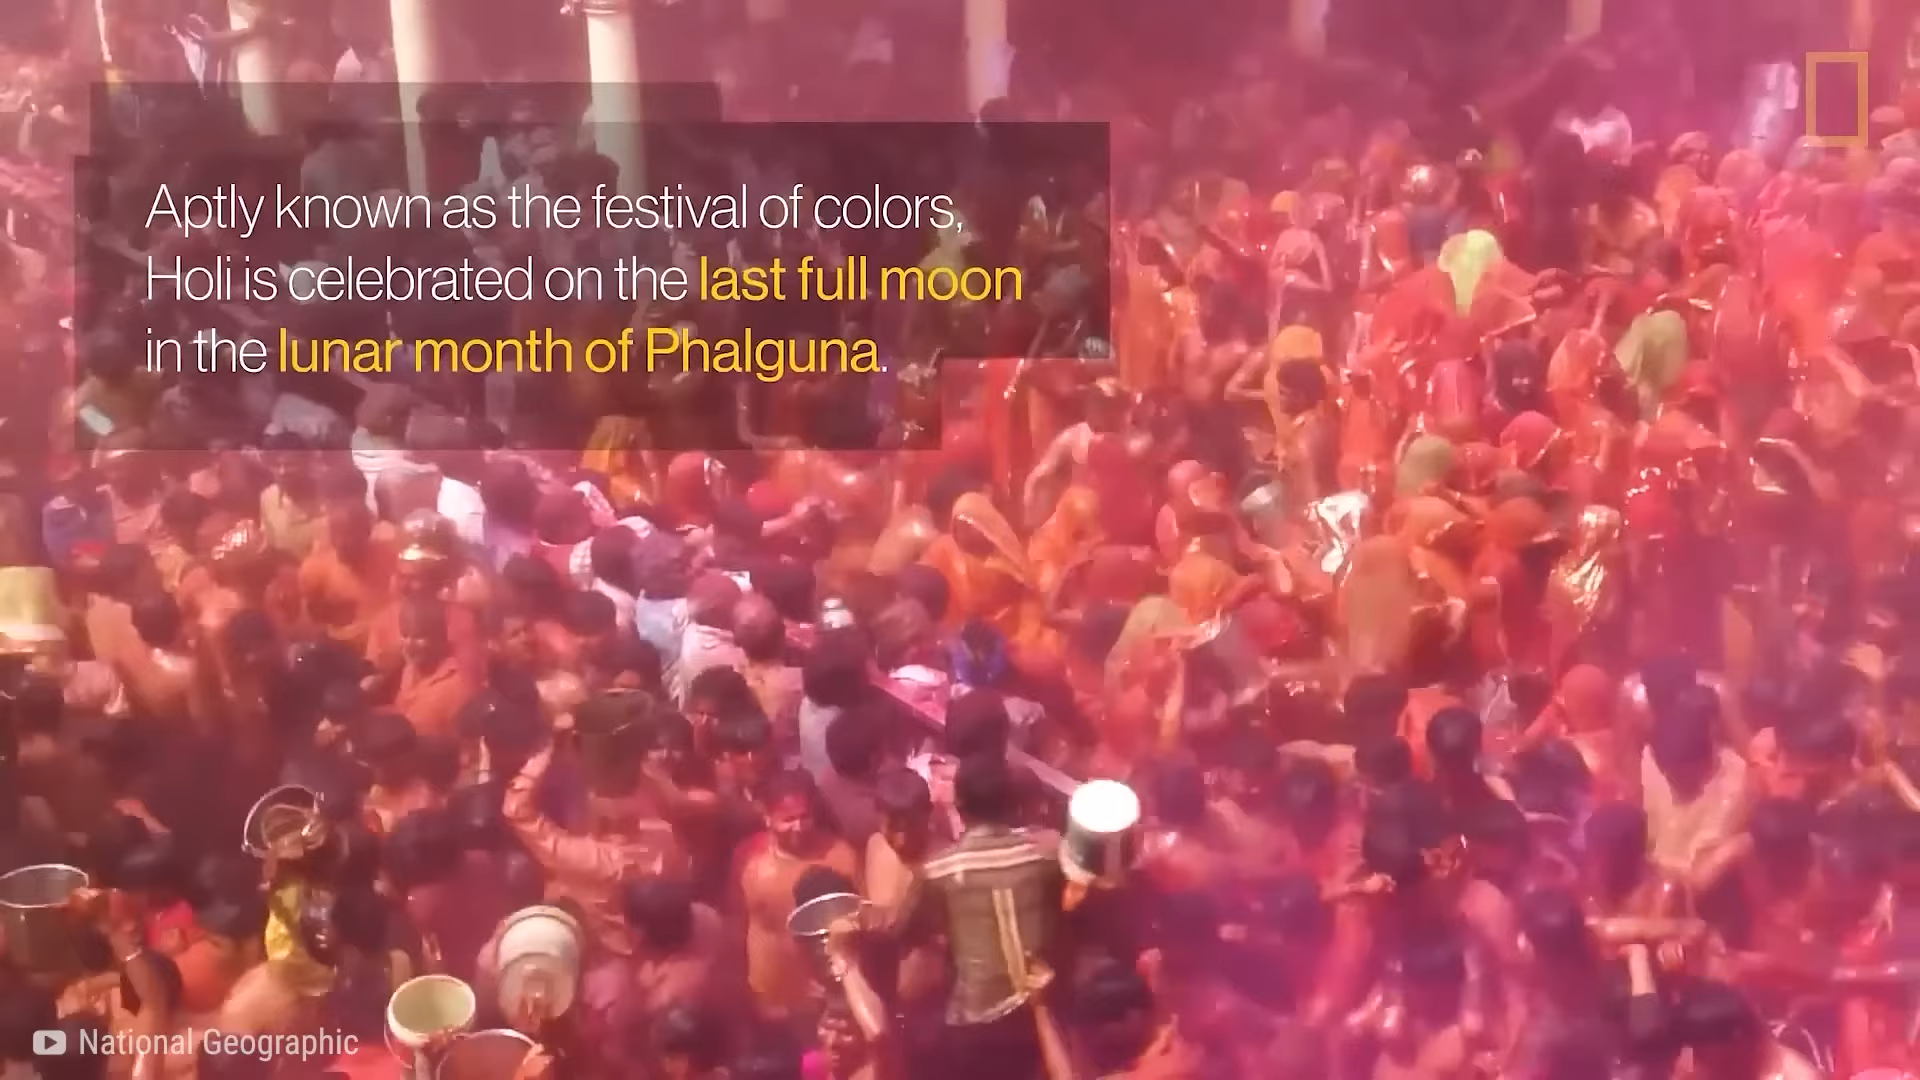 Aptly known as the festival of colors,
Holi is celebrated on the last full moon
in the lunar month of Phalguna.
National Geographic